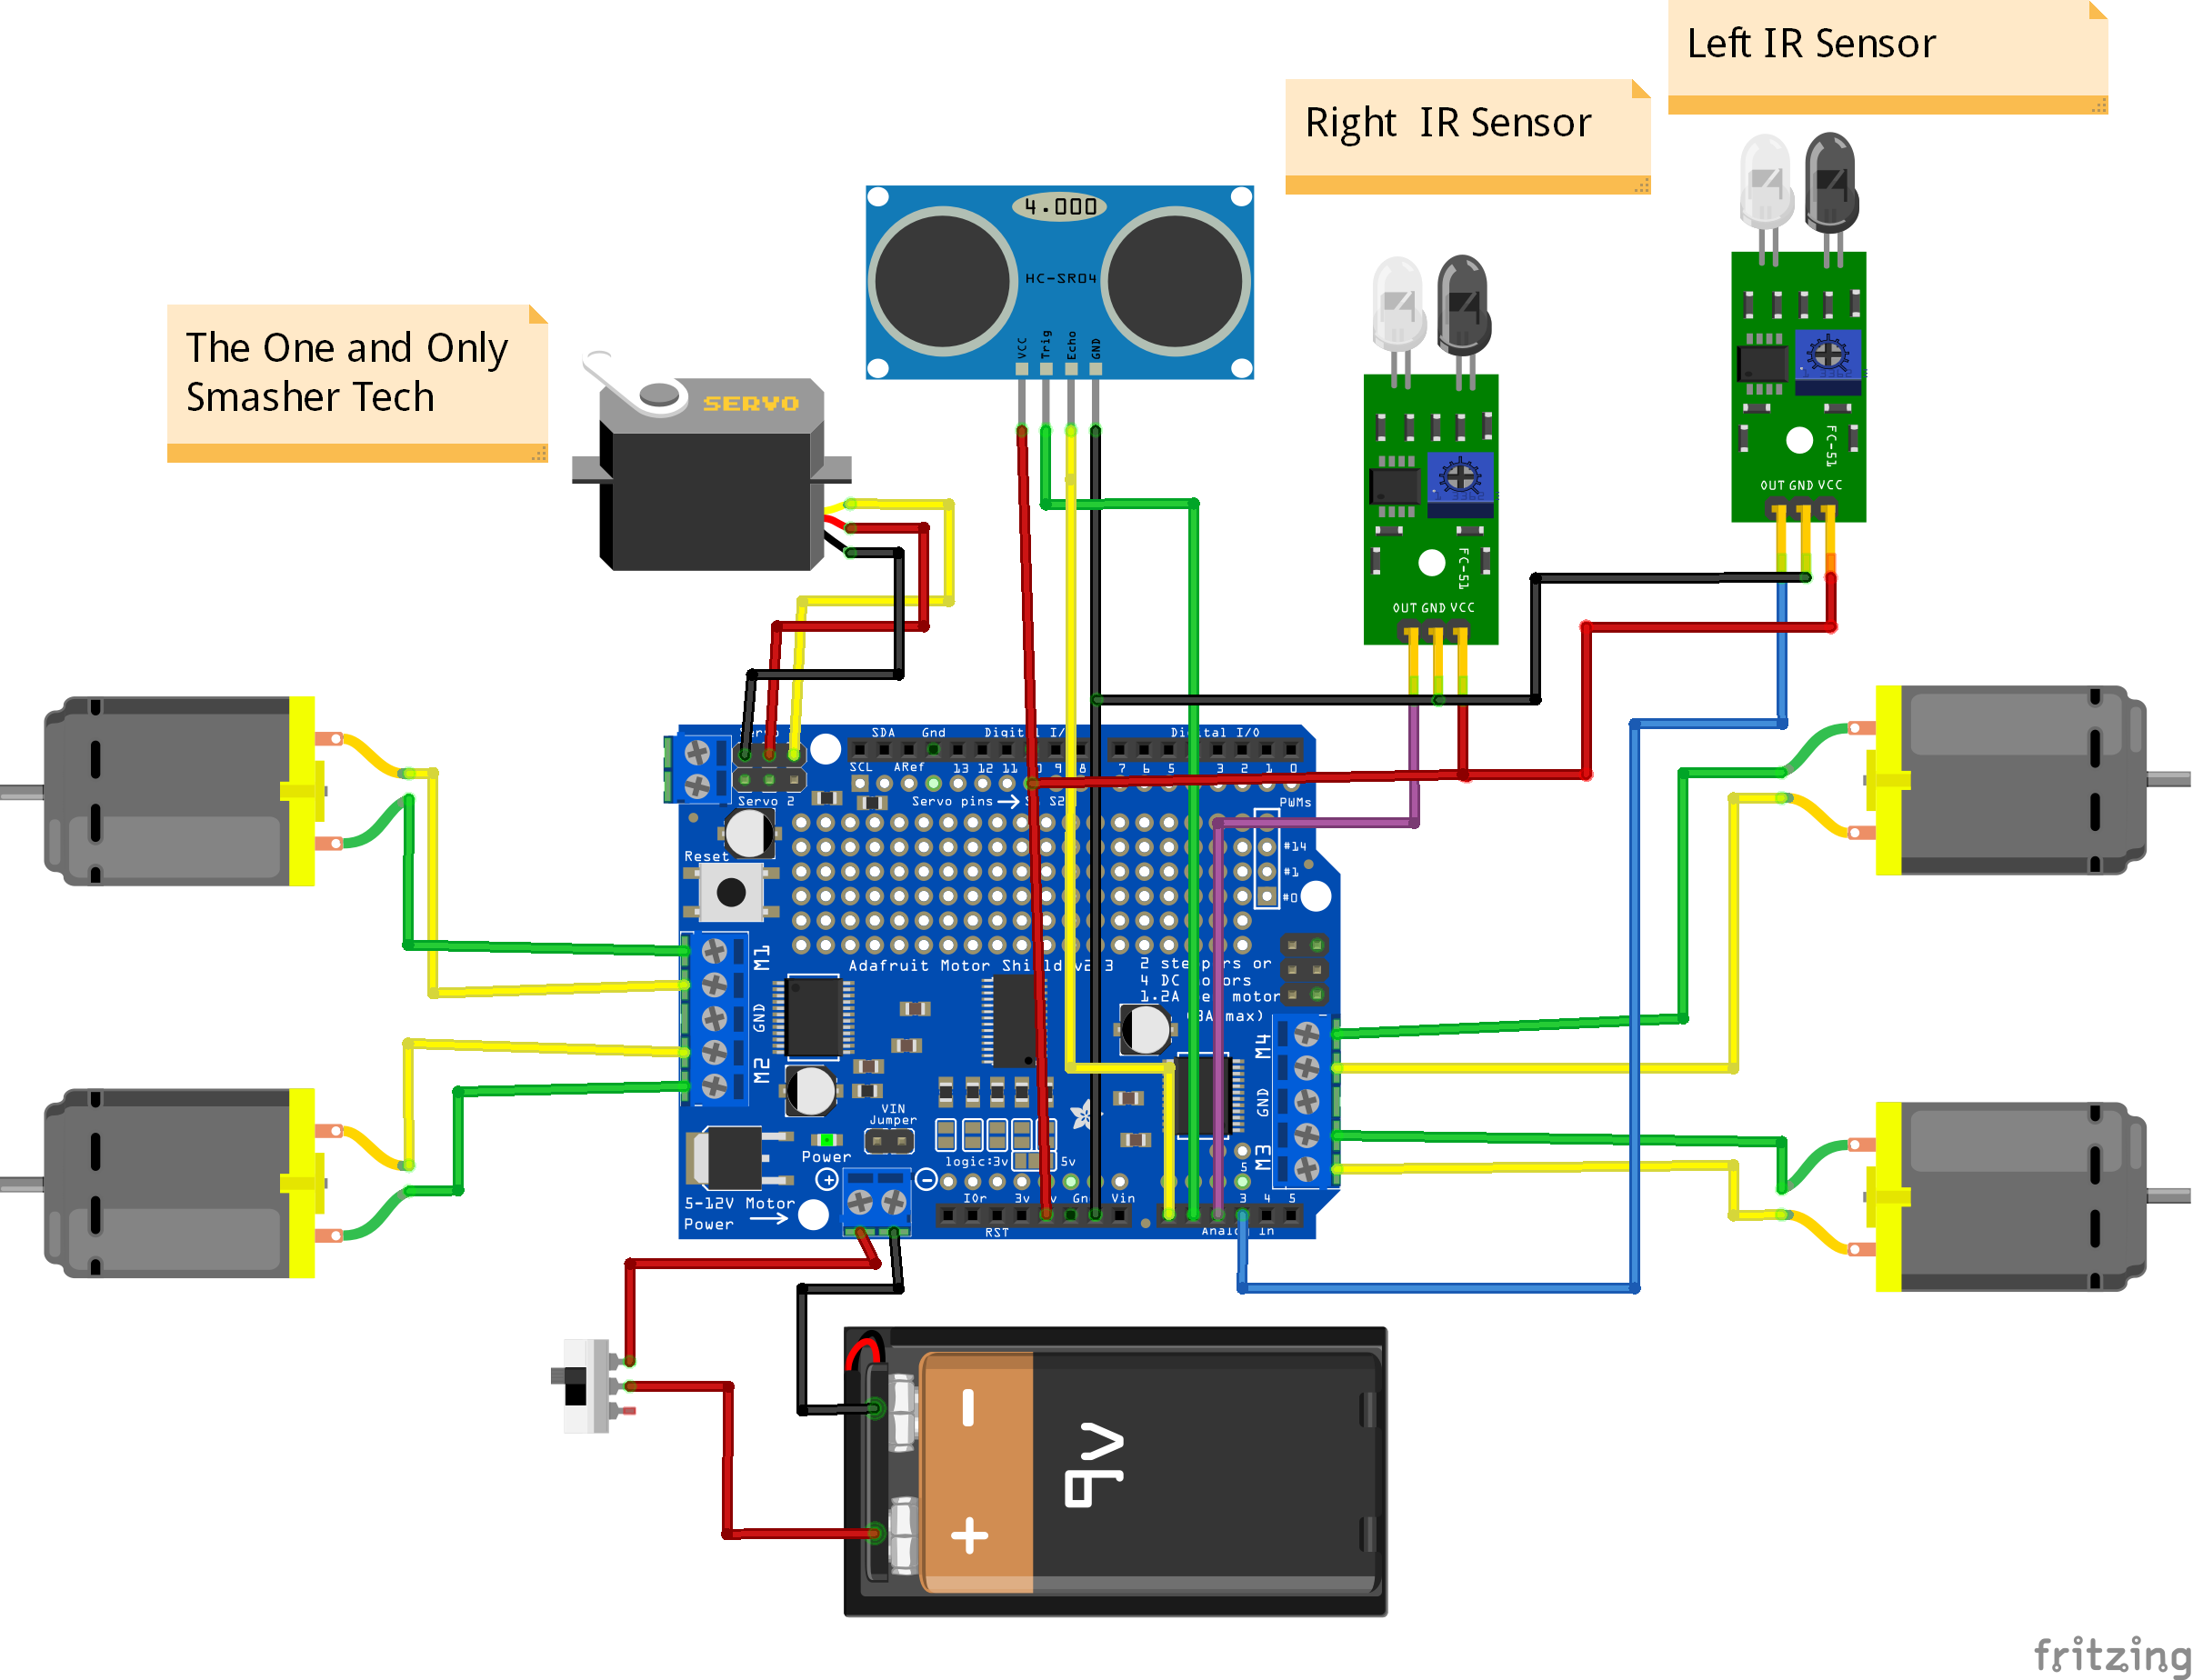 Left IR Sensor
Right IR Sensor
4.000
HC-SR04
VCC Trig Echo GND
The One and Only
Smasher Tech
SERVO
FC-51
OUT GND VCC
FC-51
OUT GND VCC
SDA Gnd Digital I/ Digital I/O
SCL ARef 13 12 11 9 8 7 6 5 3 2 1 0
Servo 2
Servo pins
PWMs
#14
Reset
#1
#0
M1
Adafruit Motor Shield v2.3
2 steppers or
4 DC motors
1.2A per motor
(3A max)
GND
M4
M2
GND
VIN
Jumper
Power
logic:3v 5v
5
M3
+ -
5-12V Motor
Power
IOr 3v Gn Vin 3 4 5
RST
Analog In
-
9v
+
fritzing